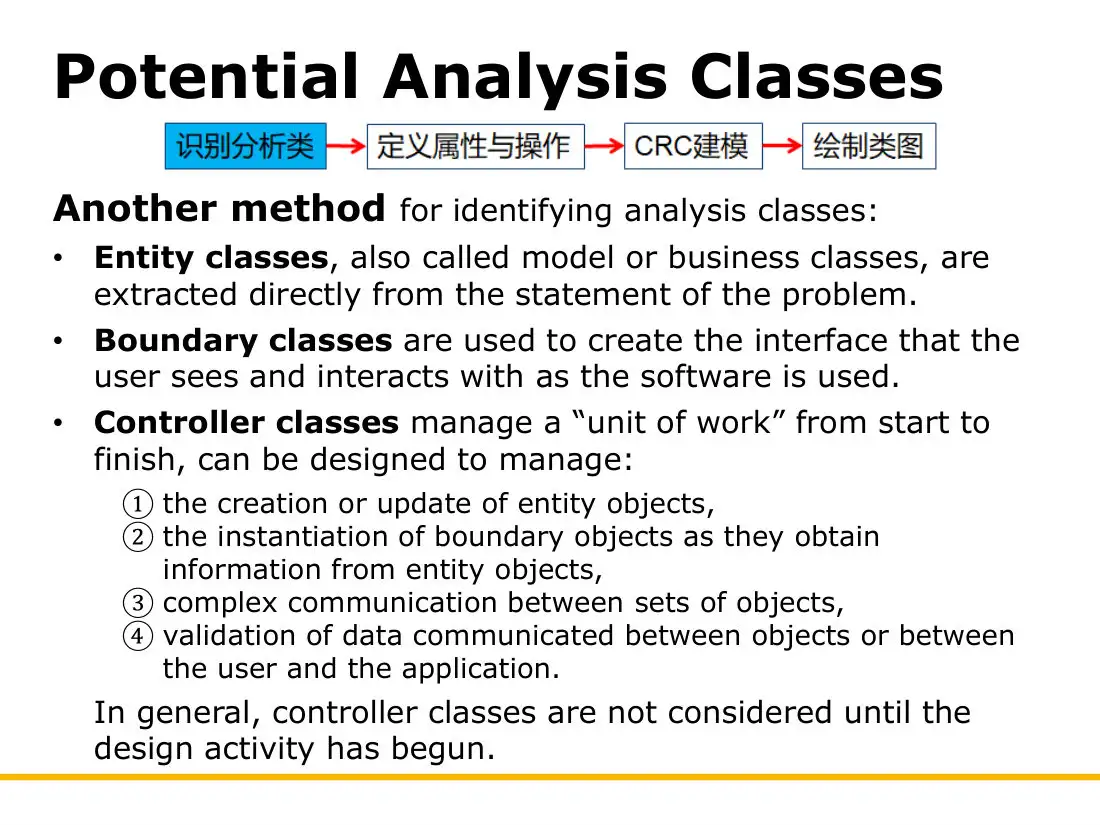 Potential Analysis Classes
识别分析类 定义属性与操作 CRC建模 绘制类图
Another method for identifying analysis classes:
• Entity classes, also called model or business classes, are
extracted directly from the statement of the problem.
• Boundary classes are used to create the interface that the
user sees and interacts with as the software is used.
• Controller classes manage a “unit of work” from start to
finish, can be designed to manage:
① the creation or update of entity objects,
② the instantiation of boundary objects as they obtain
information from entity objects,
③ complex communication between sets of objects,
④ validation of data communicated between objects or between
the user and the application.
In general, controller classes are not considered until the
design activity has begun.